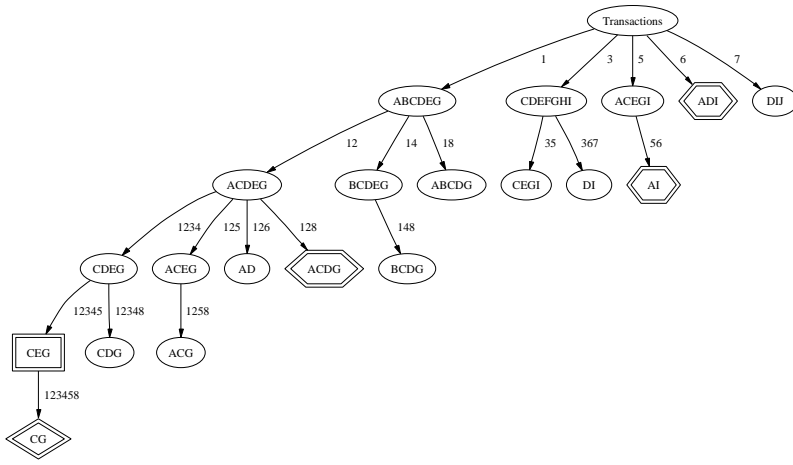 Transactions
1
3
5
6
7
ABCDEG
CDEFGHI
ACEGI
ADI
DIJ
12
14
18
35
367
56
ACDEG
BCDEG
ABCDG
CEGI
DI
AI
1234
125
126
128
148
CDEG
ACEG
AD
ACDG
BCDG
12345
12348
1258
CEG
CDG
ACG
123458
CG